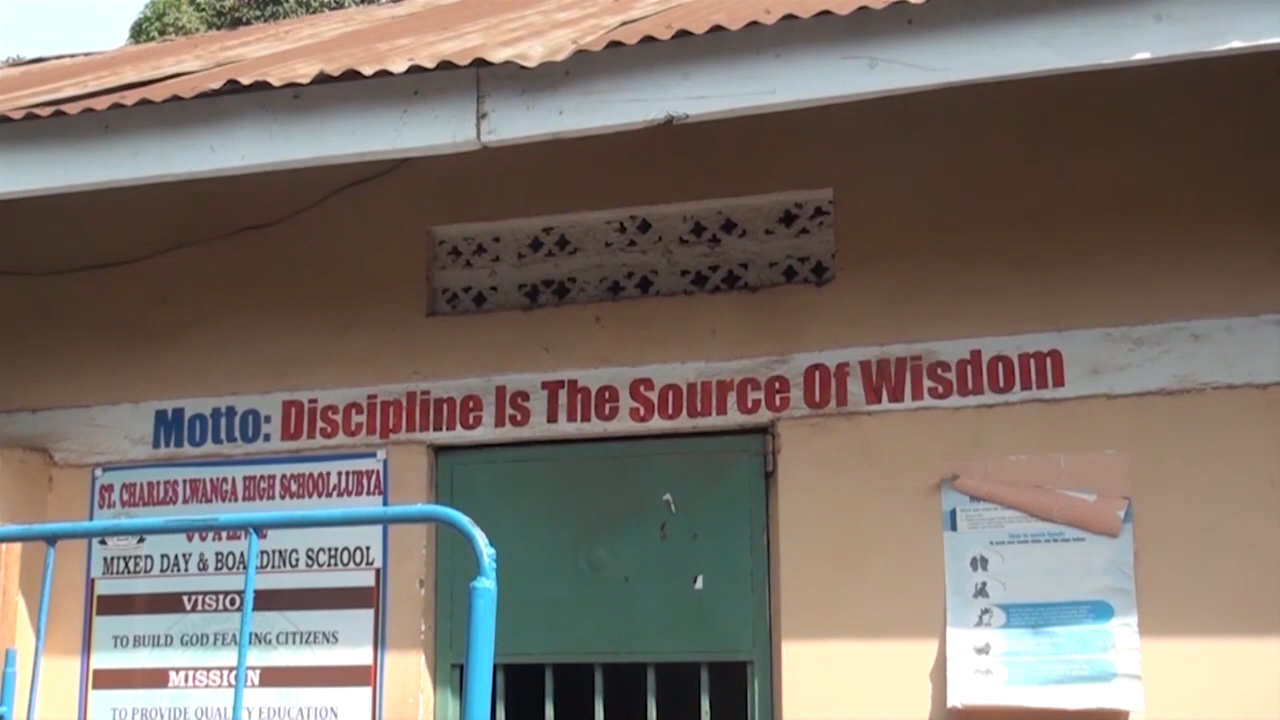 Motto: Discipline Is The Source Of Wisdom
ST. CHARLES LWANGA HIGH SCHOOL-LUBYA
MIXED DAY & BOARDING SCHOOL
VISION
TO BUILD GOD FEARING CITIZENS
MISSION
TO PROVIDE QUALITY EDUCATION